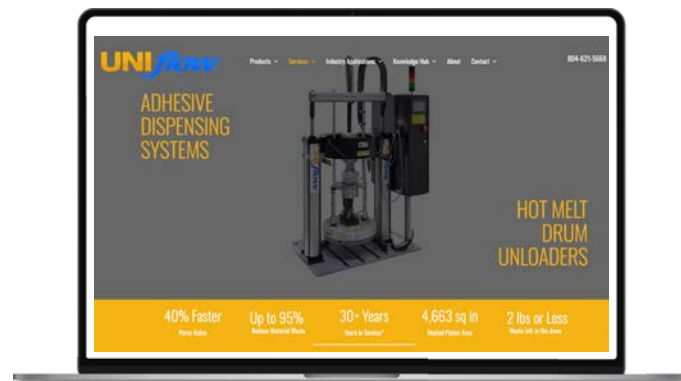 UNIflow
Products Services Industry Applications Knowledge Hub About Contact
804-621-5668
ADHESIVE
DISPENSING
SYSTEMS
HOT MELT
DRUM
UNLOADERS
40% Faster
Pump Rates
Up to 95%
Reduce Material Waste
30+ Years
Years in Service*
4,663 sq in
Heated Platen Area
2 lbs or Less
Waste left in the drum